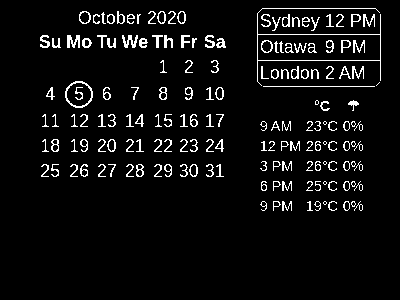 October 2020
Su Mo Tu We Th Fr Sa
1 2 3
4 5 6 7 8 9 10
11 12 13 14 15 16 17
18 19 20 21 22 23 24
25 26 27 28 29 30 31
Sydney 12 PM
Ottawa 9 PM
London 2 AM
°C ☂
9 AM 23°C 0%
12 PM 26°C 0%
3 PM 26°C 0%
6 PM 25°C 0%
9 PM 19°C 0%